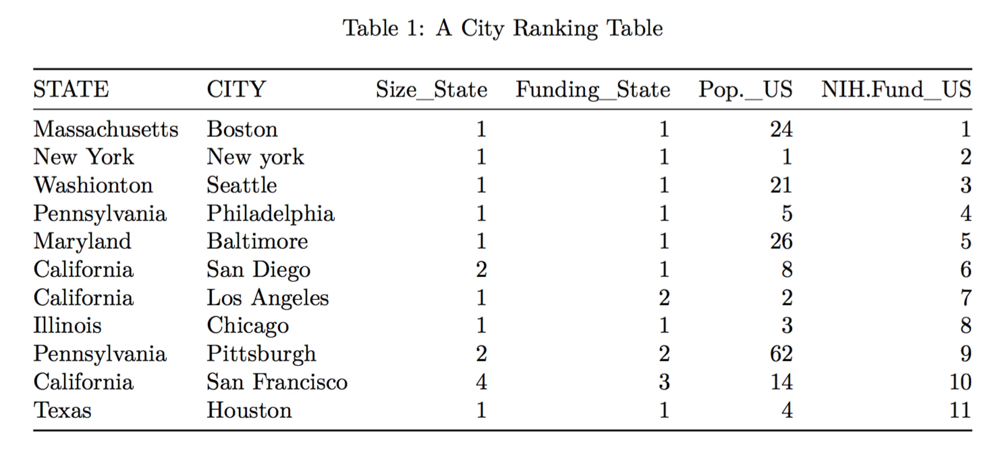 Table 1: A City Ranking Table
STATE CITY Size_State Funding_State Pop._US NIH.Fund_US
Massachusetts Boston 1 1 24 1
New York New york 1 1 1 2
Washionton Seattle 1 1 21 3
Pennsylvania Philadelphia 1 1 5 4
Maryland Baltimore 1 1 26 5
California San Diego 2 1 8 6
California Los Angeles 1 2 2 7
Illinois Chicago 1 1 3 8
Pennsylvania Pittsburgh 2 2 62 9
California San Francisco 4 3 14 10
Texas Houston 1 1 4 11